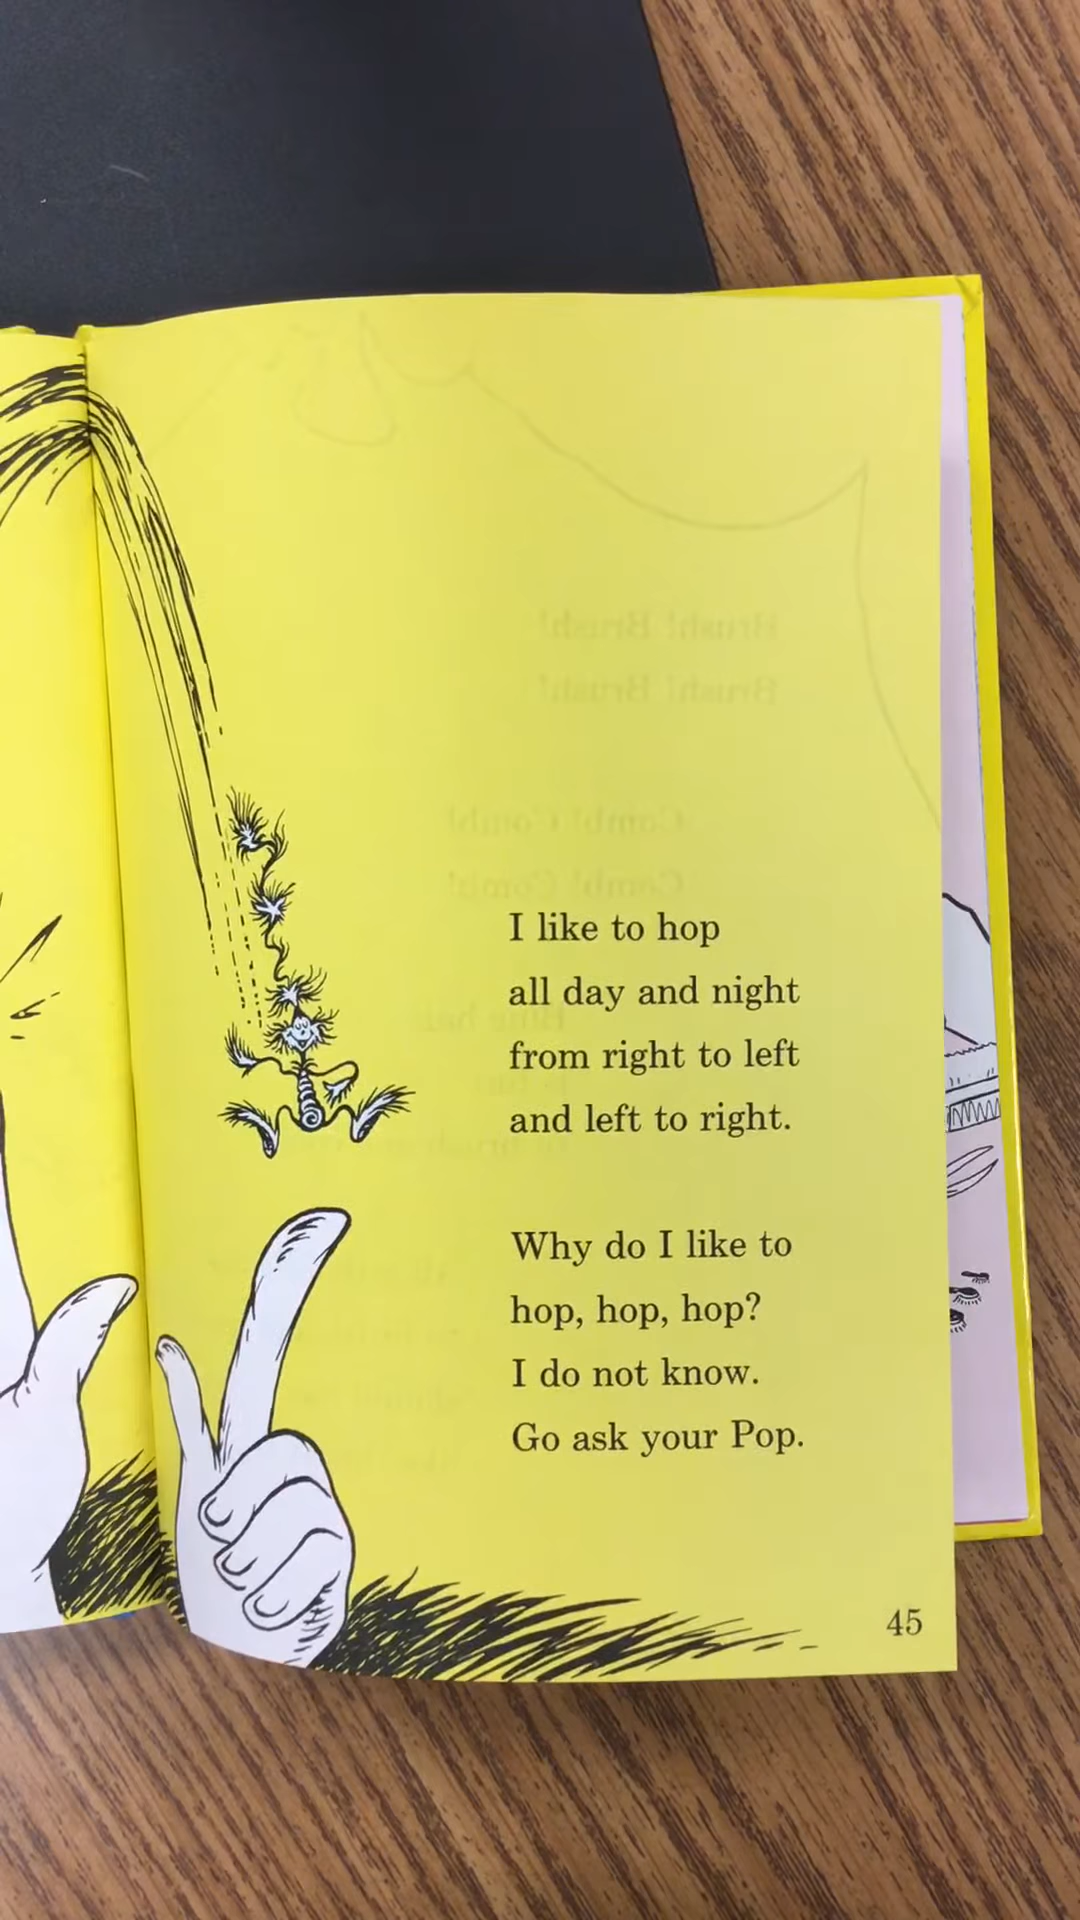 I like to hop
all day and night
from right to left
and left to right.
Why do I like to
hop, hop, hop?
I do not know.
Go ask your Pop.
45